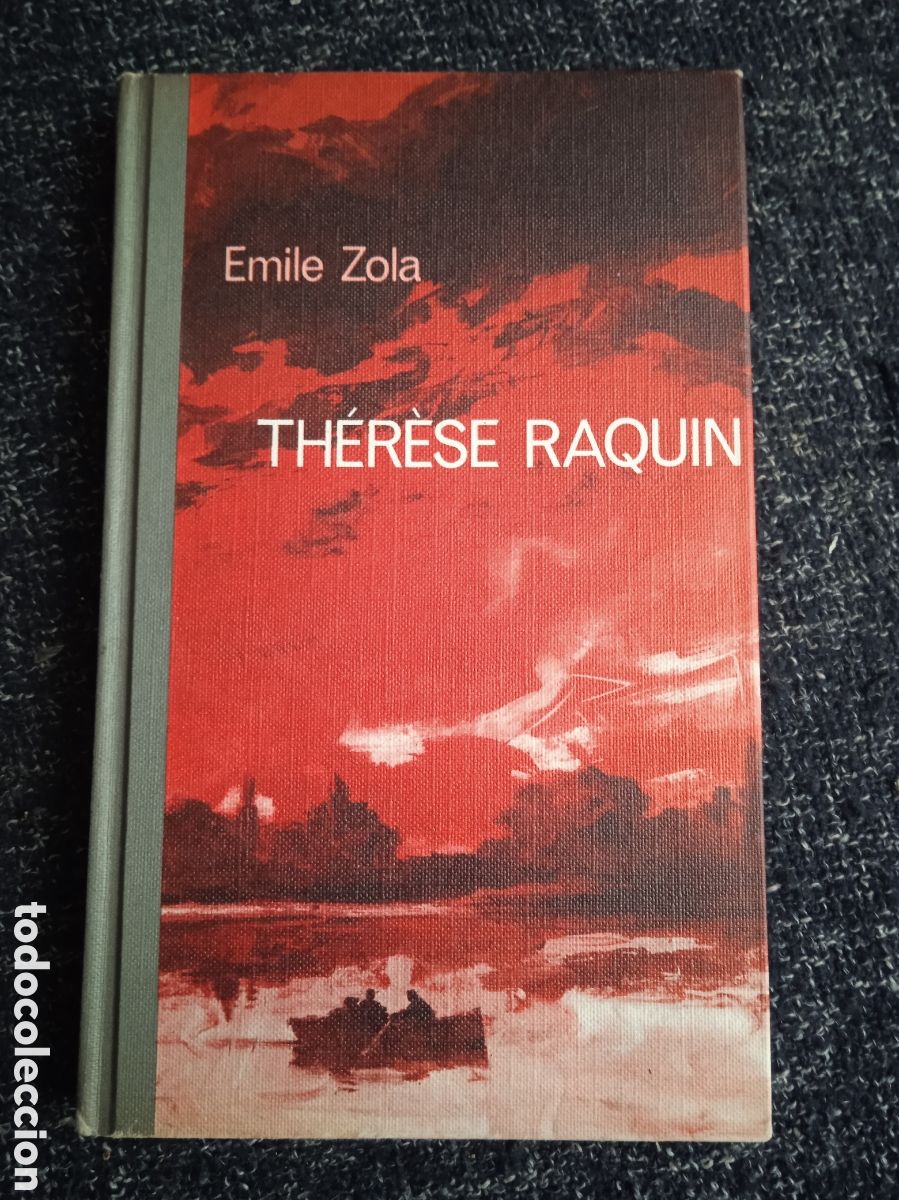 Emile Zola
THÉRÈSE RAQUIN
todocoleccion